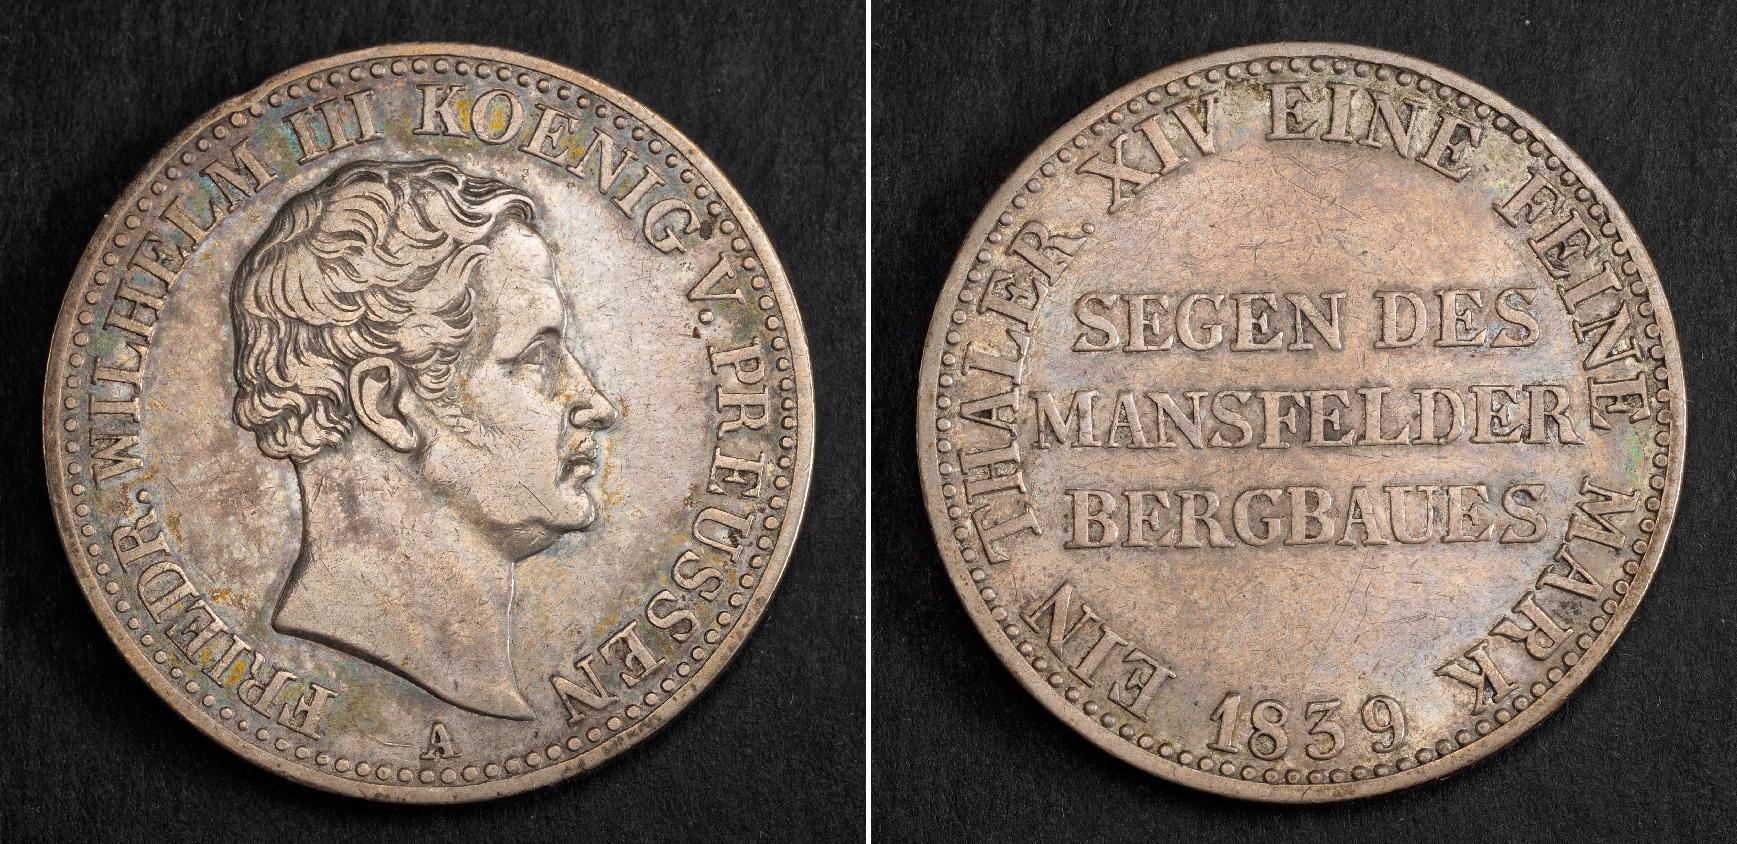 FRIEDR. WILHELM III KOENIG V. PREUSSEN
A
EIN THALER. XIV EINE FEINE MARK
SEGEN DES
MANSFELDER
BERGBAUES
1839